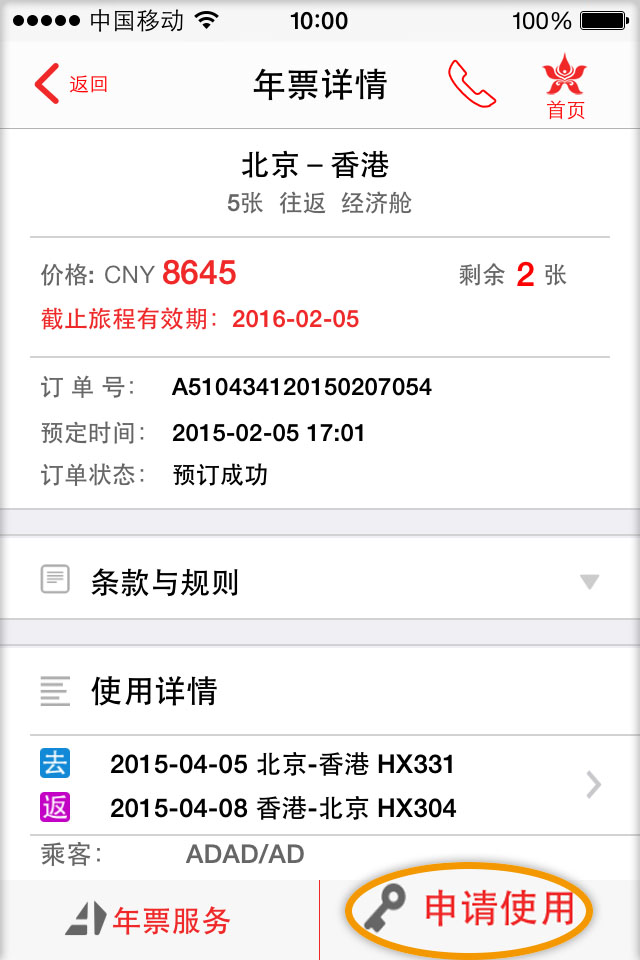 中国移动 10:00 100%
返回 年票详情 首页
北京 – 香港
5张 往返 经济舱
价格: CNY 8645 剩余 2 张
截止旅程有效期: 2016-02-05
订 单 号: A510434120150207054
预定时间: 2015-02-05 17:01
订单状态: 预订成功
条款与规则
使用详情
去 2015-04-05 北京-香港 HX331
返 2015-04-08 香港-北京 HX304
乘客: ADAD/AD
年票服务 申请使用